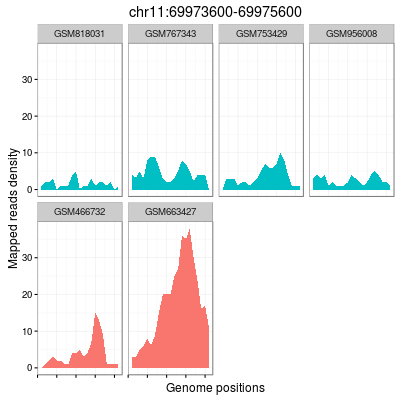 chr11:69973600-69975600
GSM818031 GSM767343 GSM753429 GSM956008
30
20
10
0
Mapped reads density
GSM466732 GSM663427
30
20
10
0
Genome positions